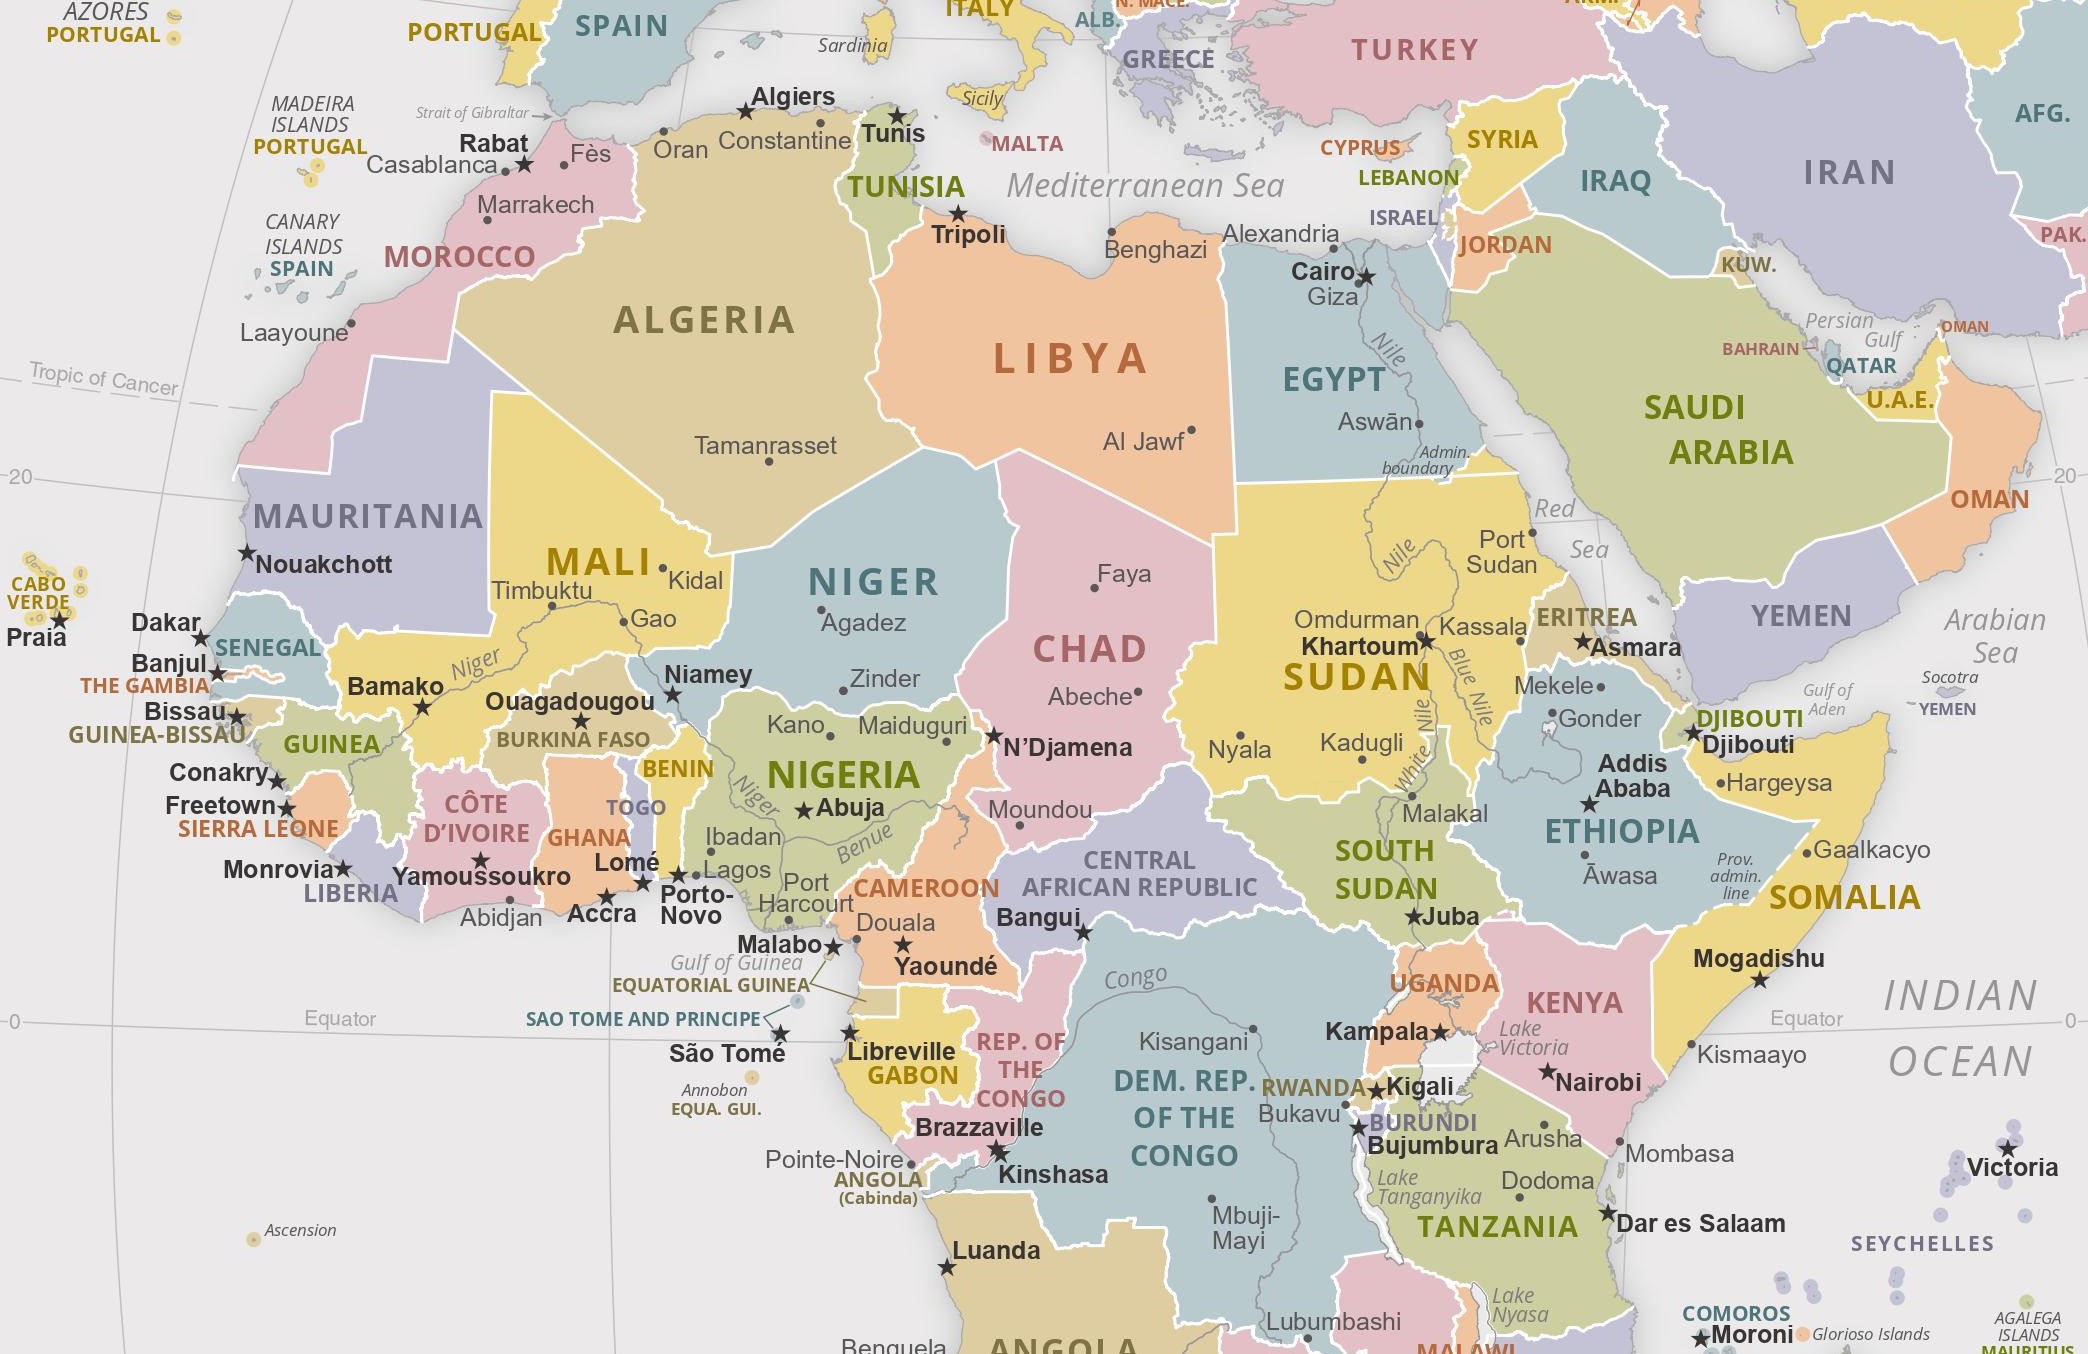 AZORES
PORTUGAL
PORTUGAL
SPAIN
ITALY
Sardinia
Sicily
ALB.
N. MACE.
GREECE
TURKEY
ARM.
AFG.
MADEIRA
ISLANDS
PORTUGAL
Strait of Gibraltar
Rabat
Casablanca
Fès
Marrakech
MOROCCO
Oran
Algiers
Constantine
Tunis
TUNISIA
MALTA
Mediterranean Sea
CYPRUS
SYRIA
LEBANON
ISRAEL
JORDAN
IRAQ
IRAN
PAK.
KUW.
CANARY
ISLANDS
SPAIN
Laayoune
Tropic of Cancer
ALGERIA
Tamanrasset
Tripoli
Benghazi
LIBYA
Al Jawf
Alexandria
Cairo
Giza
Nile
EGYPT
Aswān
Admin.
boundary
Persian
Gulf
OMAN
BAHRAIN
QATAR
U.A.E.
SAUDI
ARABIA
OMAN
20
20
Red
Sea
MAURITANIA
Nouakchott
MALI
Timbuktu
Kidal
Gao
Niger
Bamako
NIGER
Agadez
Zinder
Niamey
CHAD
Faya
Abeche
N'Djamena
Moundou
Nile
Port
Sudan
Omdurman
Khartoum
Kassala
SUDAN
Blue Nile
White Nile
Nyala
Kadugli
ERITREA
Asmara
YEMEN
Arabian
Sea
Socotra
YEMEN
Gulf of
Aden
CABO
VERDE
Praia
Dakar
SENEGAL
Banjul
THE GAMBIA
Bissau
GUINEA-BISSAU
GUINEA
Conakry
Freetown
SIERRA LEONE
Monrovia
LIBERIA
Ouagadougou
BURKINA FASO
CÔTE
D'IVOIRE
Yamoussoukro
Abidjan
GHANA
Accra
TOGO
Lomé
BENIN
Porto-
Novo
Kano
Maiduguri
NIGERIA
Niger
Abuja
Benue
Ibadan
Lagos
Port
Harcourt
CAMEROON
Douala
Yaoundé
Malabo
Gulf of Guinea
EQUATORIAL GUINEA
SAO TOME AND PRINCIPE
São Tomé
Annobon
EQUA. GUI.
CENTRAL
AFRICAN REPUBLIC
Bangui
SOUTH
SUDAN
Malakal
Juba
Mekele
Gonder
DJIBOUTI
Djibouti
Addis
Ababa
ETHIOPIA
Āwasa
Prov.
admin.
line
Hargeysa
Gaalkacyo
SOMALIA
Mogadishu
Kismaayo
INDIAN
OCEAN
0
Equator
Equator
0
Libreville
GABON
REP. OF
THE
CONGO
Brazzaville
Kinshasa
Pointe-Noire
ANGOLA
(Cabinda)
Congo
Kisangani
DEM. REP.
OF THE
CONGO
Mbuji-
Mayi
Lubumbashi
UGANDA
Kampala
KENYA
Lake
Victoria
Nairobi
RWANDA
Kigali
Bukavu
BURUNDI
Bujumbura
Arusha
Mombasa
Lake
Tanganyika
Dodoma
TANZANIA
Dar es Salaam
Lake
Nyasa
Victoria
SEYCHELLES
COMOROS
Moroni
Glorioso Islands
AGALEGA
ISLANDS
MAURITIUS
Ascension
Luanda
Benguela
ANGOLA
MALAWI